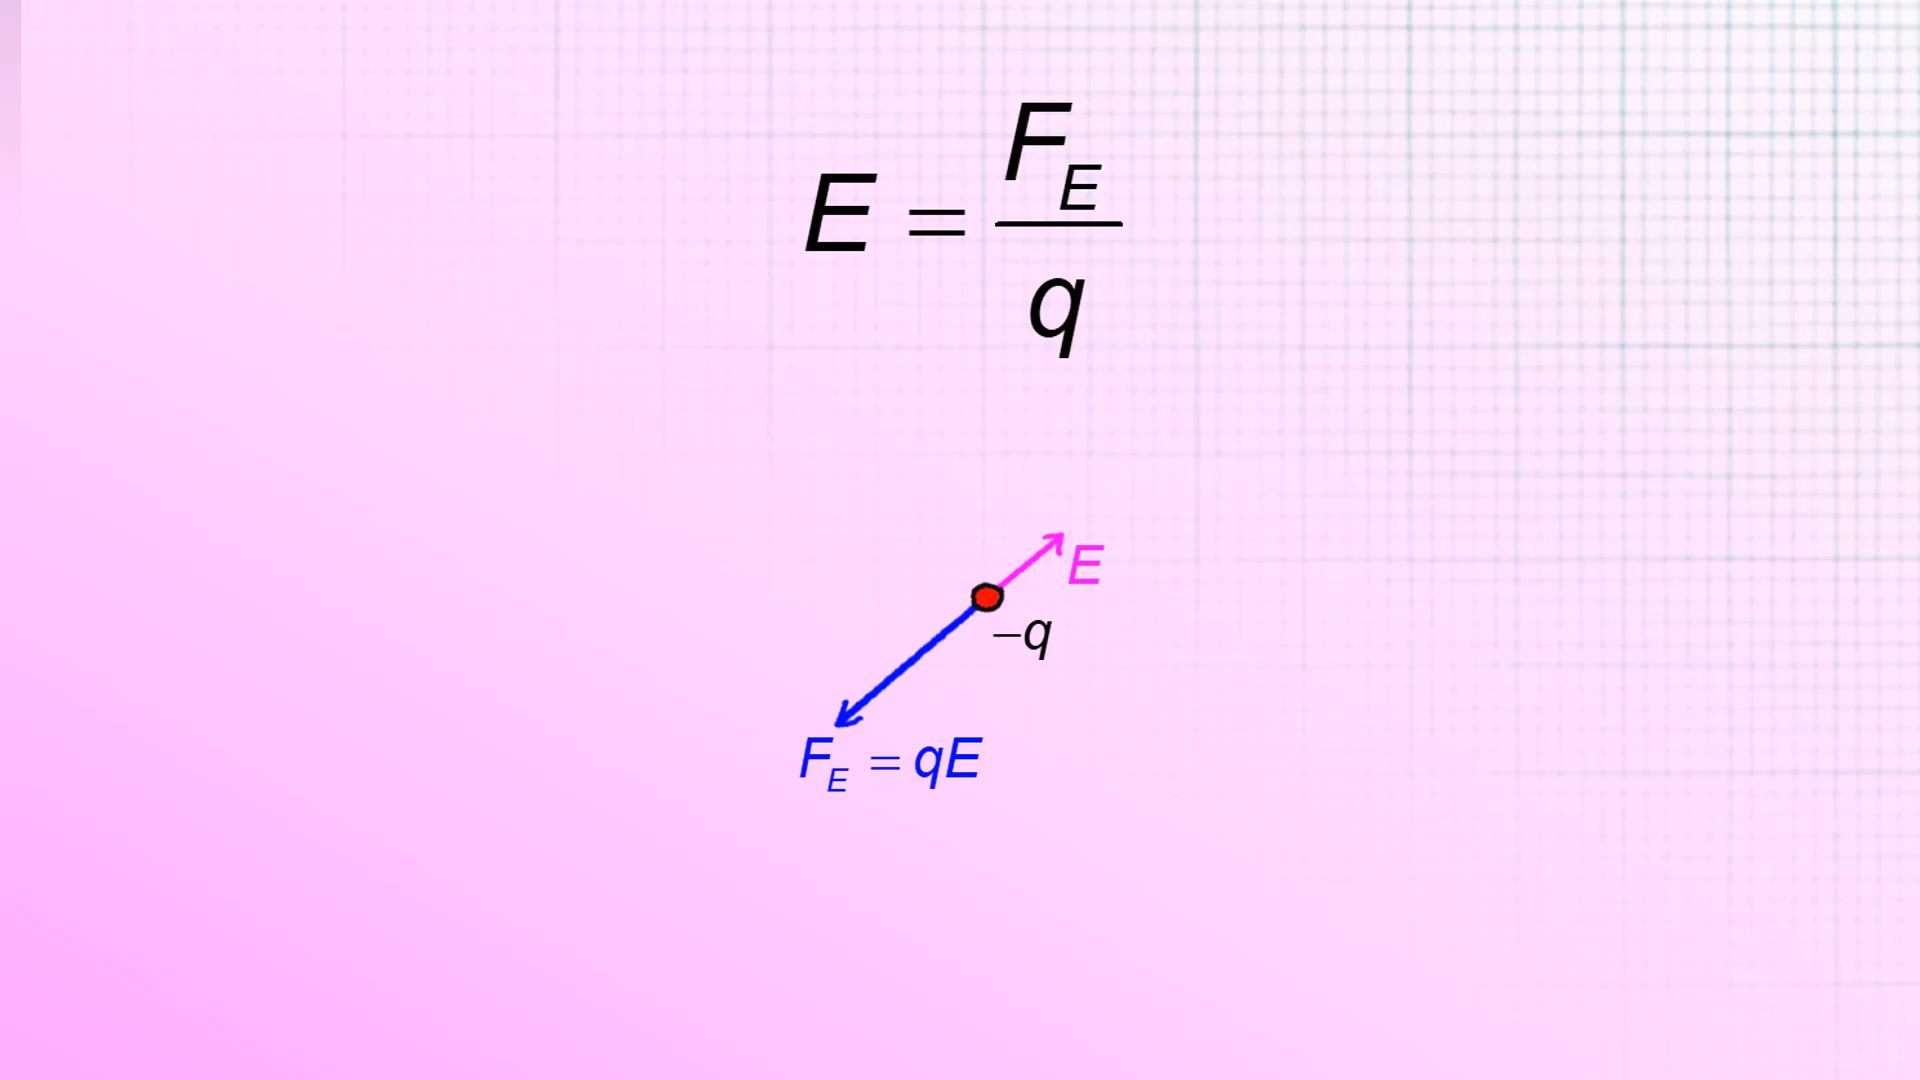 E = F_E / q
E
−q
F_E = qE